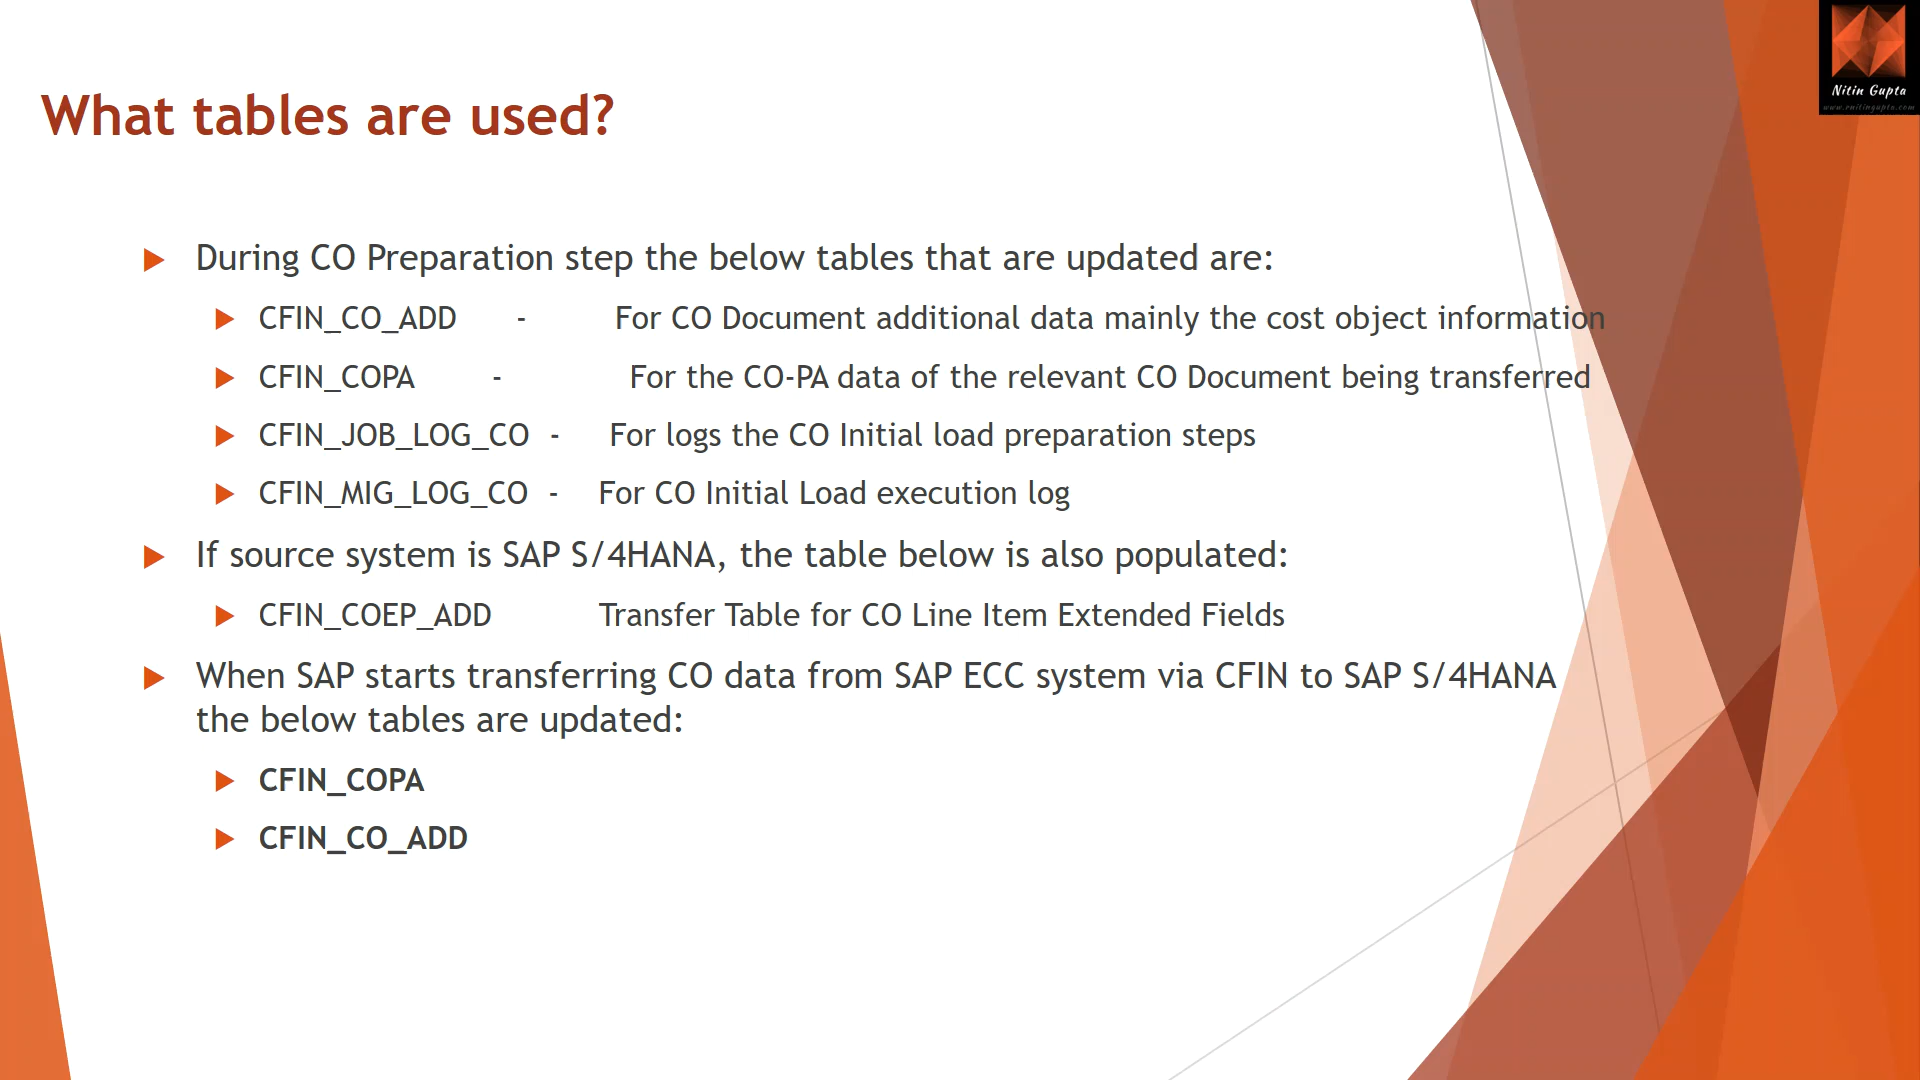 Nitin Gupta
www.rnitingupta.com
What tables are used?
During CO Preparation step the below tables that are updated are:
CFIN_CO_ADD - For CO Document additional data mainly the cost object information
CFIN_COPA - For the CO-PA data of the relevant CO Document being transferred
CFIN_JOB_LOG_CO - For logs the CO Initial load preparation steps
CFIN_MIG_LOG_CO - For CO Initial Load execution log
If source system is SAP S/4HANA, the table below is also populated:
CFIN_COEP_ADD Transfer Table for CO Line Item Extended Fields
When SAP starts transferring CO data from SAP ECC system via CFIN to SAP S/4HANA
the below tables are updated:
CFIN_COPA
CFIN_CO_ADD